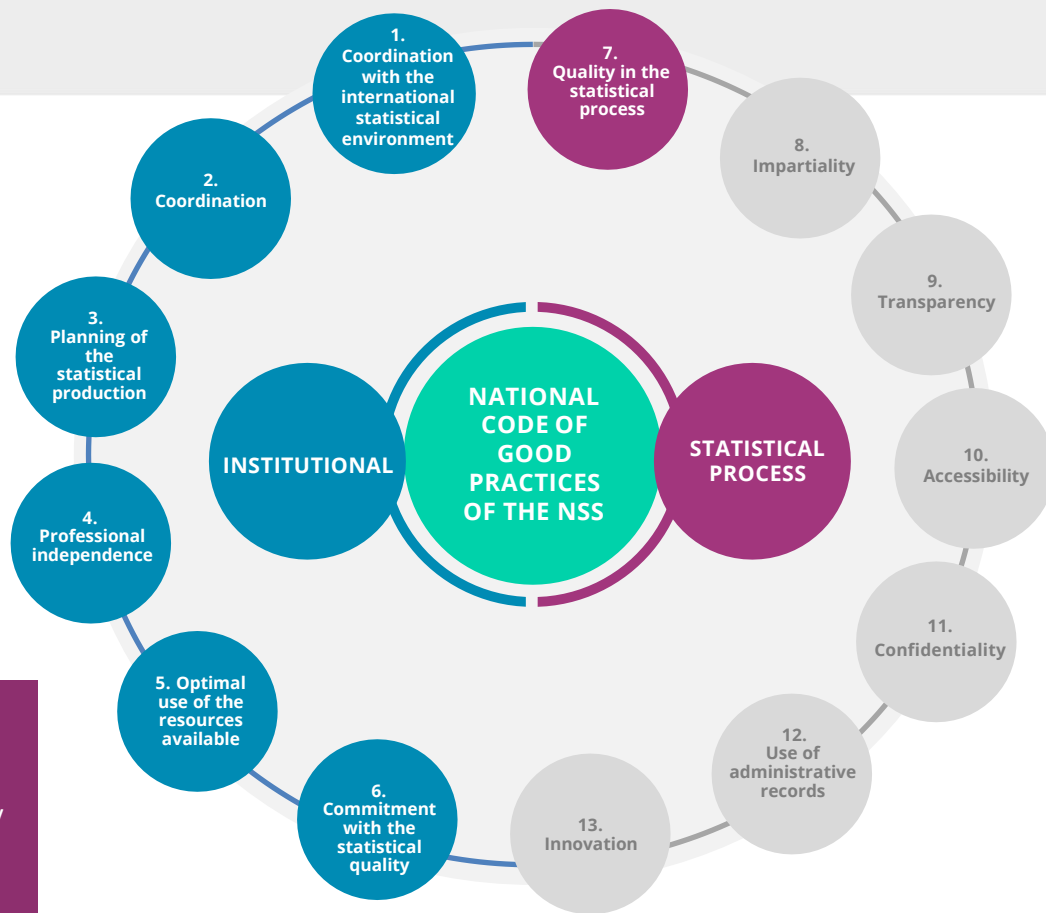 1.
Coordination
with the
international
statistical
environment
2.
Coordination
3.
Planning of
the
statistical
production
4.
Professional
independence
5. Optimal
use of the
resources
available
6.
Commitment
with the
statistical
quality
7.
Quality in the
statistical
process
8.
Impartiality
9.
Transparency
10.
Accessibility
11.
Confidentiality
12.
Use of
administrative
records
13.
Innovation
INSTITUTIONAL
NATIONAL
CODE OF
GOOD
PRACTICES
OF THE NSS
STATISTICAL
PROCESS